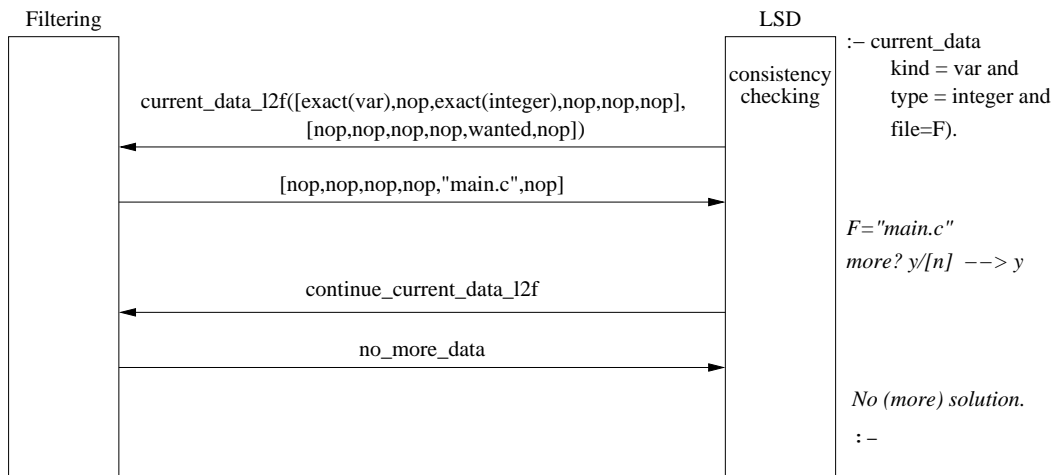 Filtering
LSD
:– current_data
kind = var and
type = integer and
file=F).
consistency
checking
current_data_l2f([exact(var),nop,exact(integer),nop,nop,nop],
[nop,nop,nop,nop,wanted,nop])
[nop,nop,nop,nop,"main.c",nop]
F="main.c"
more? y/[n] −−> y
continue_current_data_l2f
no_more_data
No (more) solution.
:–